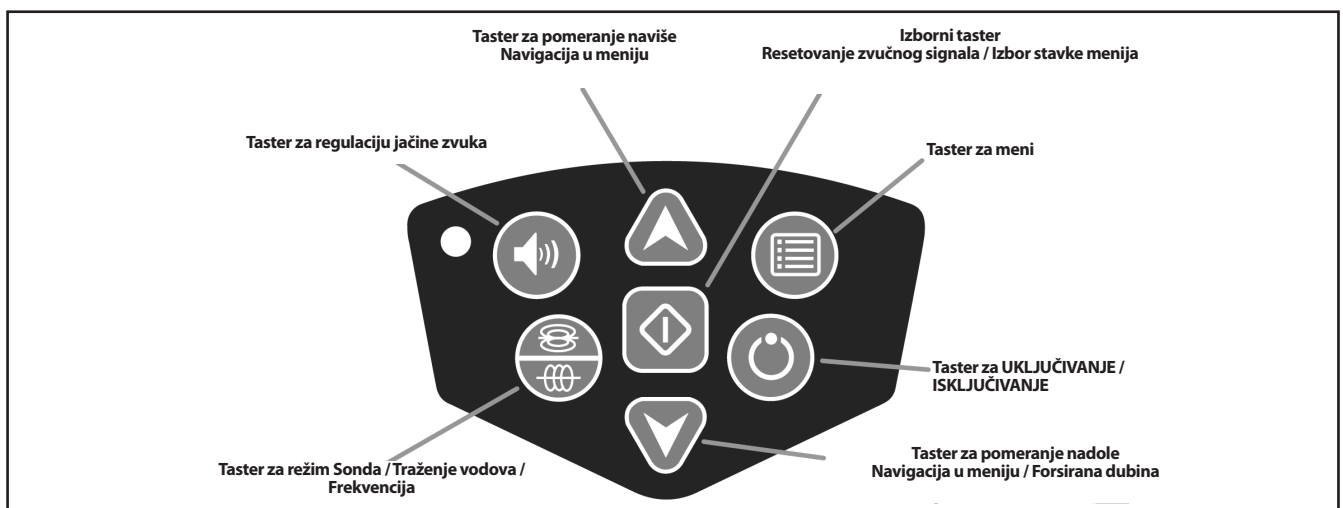 Taster za pomeranje naviše
Navigacija u meniju
Izborni taster
Resetovanje zvučnog signala / Izbor stavke menija
Taster za regulaciju jačine zvuka
Taster za meni
Taster za UKLJUČIVANJE /
ISKLJUČIVANJE
Taster za režim Sonda / Traženje vodova /
Frekvencija
Taster za pomeranje nadole
Navigacija u meniju / Forsirana dubina